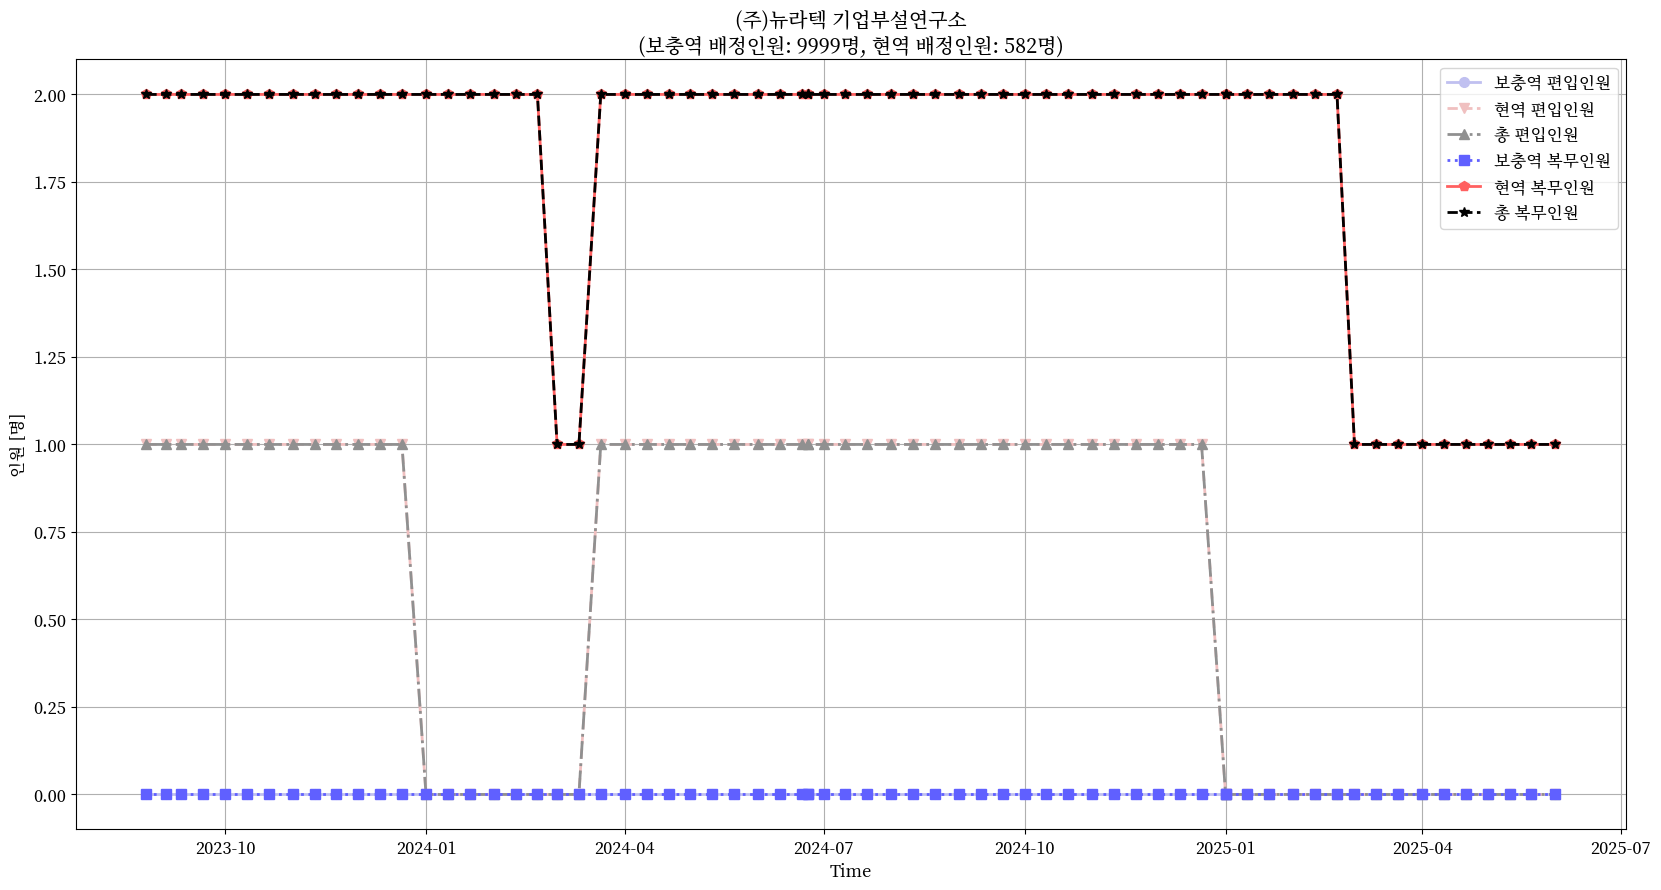 (주)뉴라텍 기업부설연구소
(보충역 배정인원: 9999명, 현역 배정인원: 582명)
보충역 편입인원
현역 편입인원
총 편입인원
보충역 복무인원
현역 복무인원
총 복무인원
2.00
1.75
1.50
1.25
1.00
0.75
0.50
0.25
0.00
인원 [명]
2023-10
2024-01
2024-04
2024-07
2024-10
2025-01
2025-04
2025-07
Time